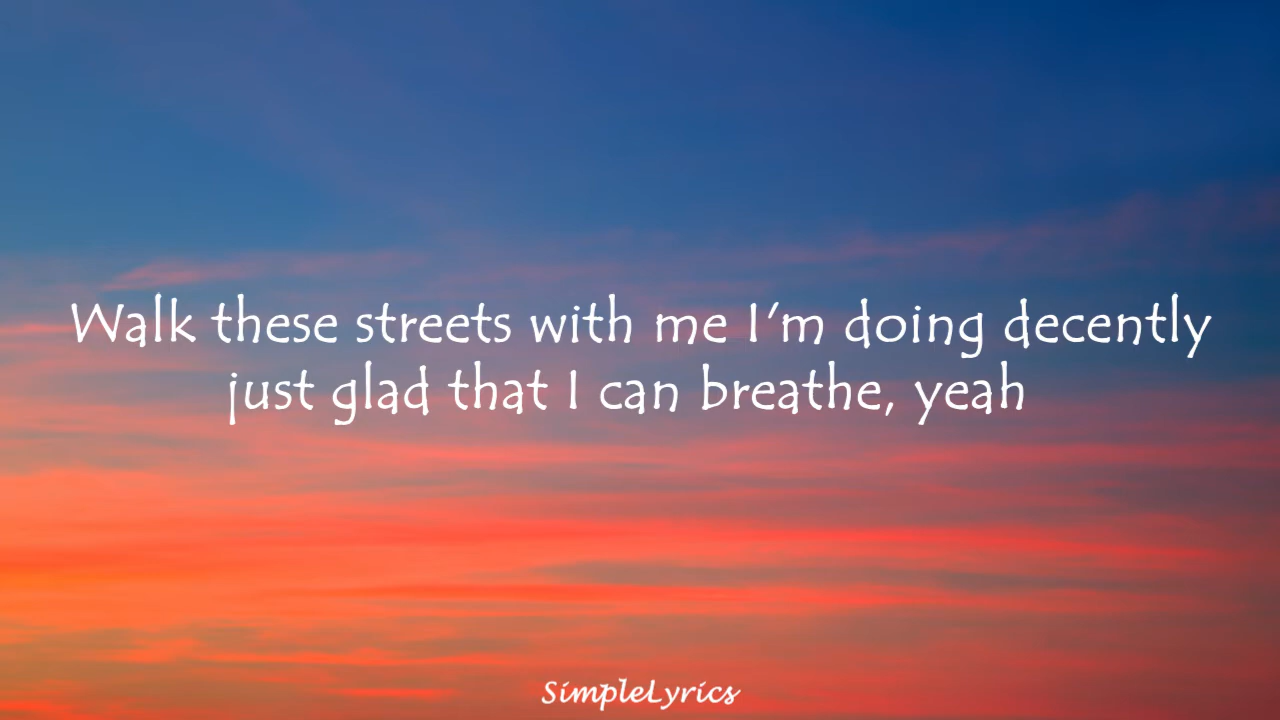 Walk these streets with me I'm doing decently
just glad that I can breathe, yeah
SimpleLyrics